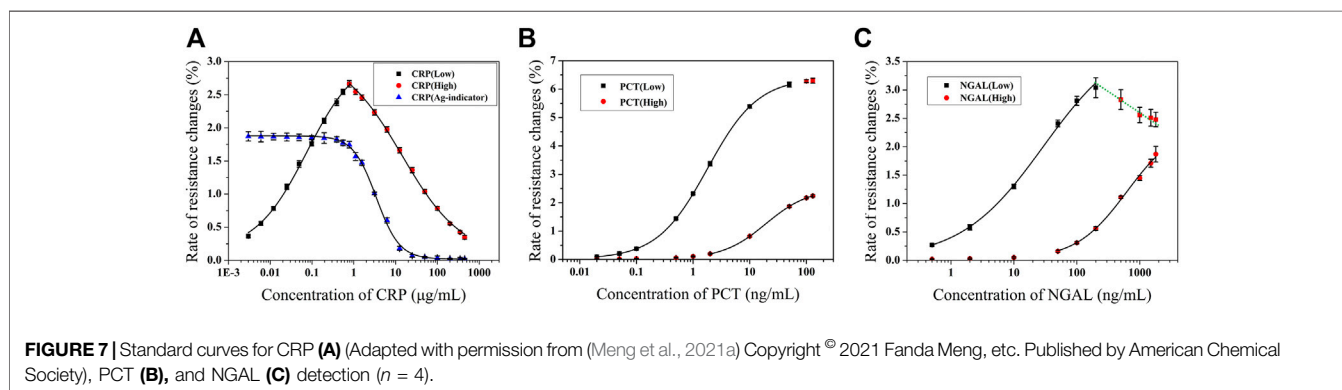 A
Rate of resistance changes (%)
3.0
2.5
2.0
1.5
1.0
0.5
0.0
CRP(Low)
CRP(High)
CRP(Ag-indicator)
1E-3 0.01 0.1 1 10 100 1000
Concentration of CRP (μg/mL)
B
Rate of resistance changes (%)
7
6
5
4
3
2
1
0
PCT(Low)
PCT(High)
0.01 0.1 1 10 100
Concentration of PCT (ng/mL)
C
Rate of resistance changes (%)
3.5
3.0
2.5
2.0
1.5
1.0
0.5
0.0
NGAL(Low)
NGAL(High)
1 10 100 1000
Concentration of NGAL (ng/mL)
FIGURE 7 | Standard curves for CRP (A) (Adapted with permission from (Meng et al., 2021a) Copyright © 2021 Fanda Meng, etc. Published by American Chemical
Society), PCT (B), and NGAL (C) detection (n = 4).